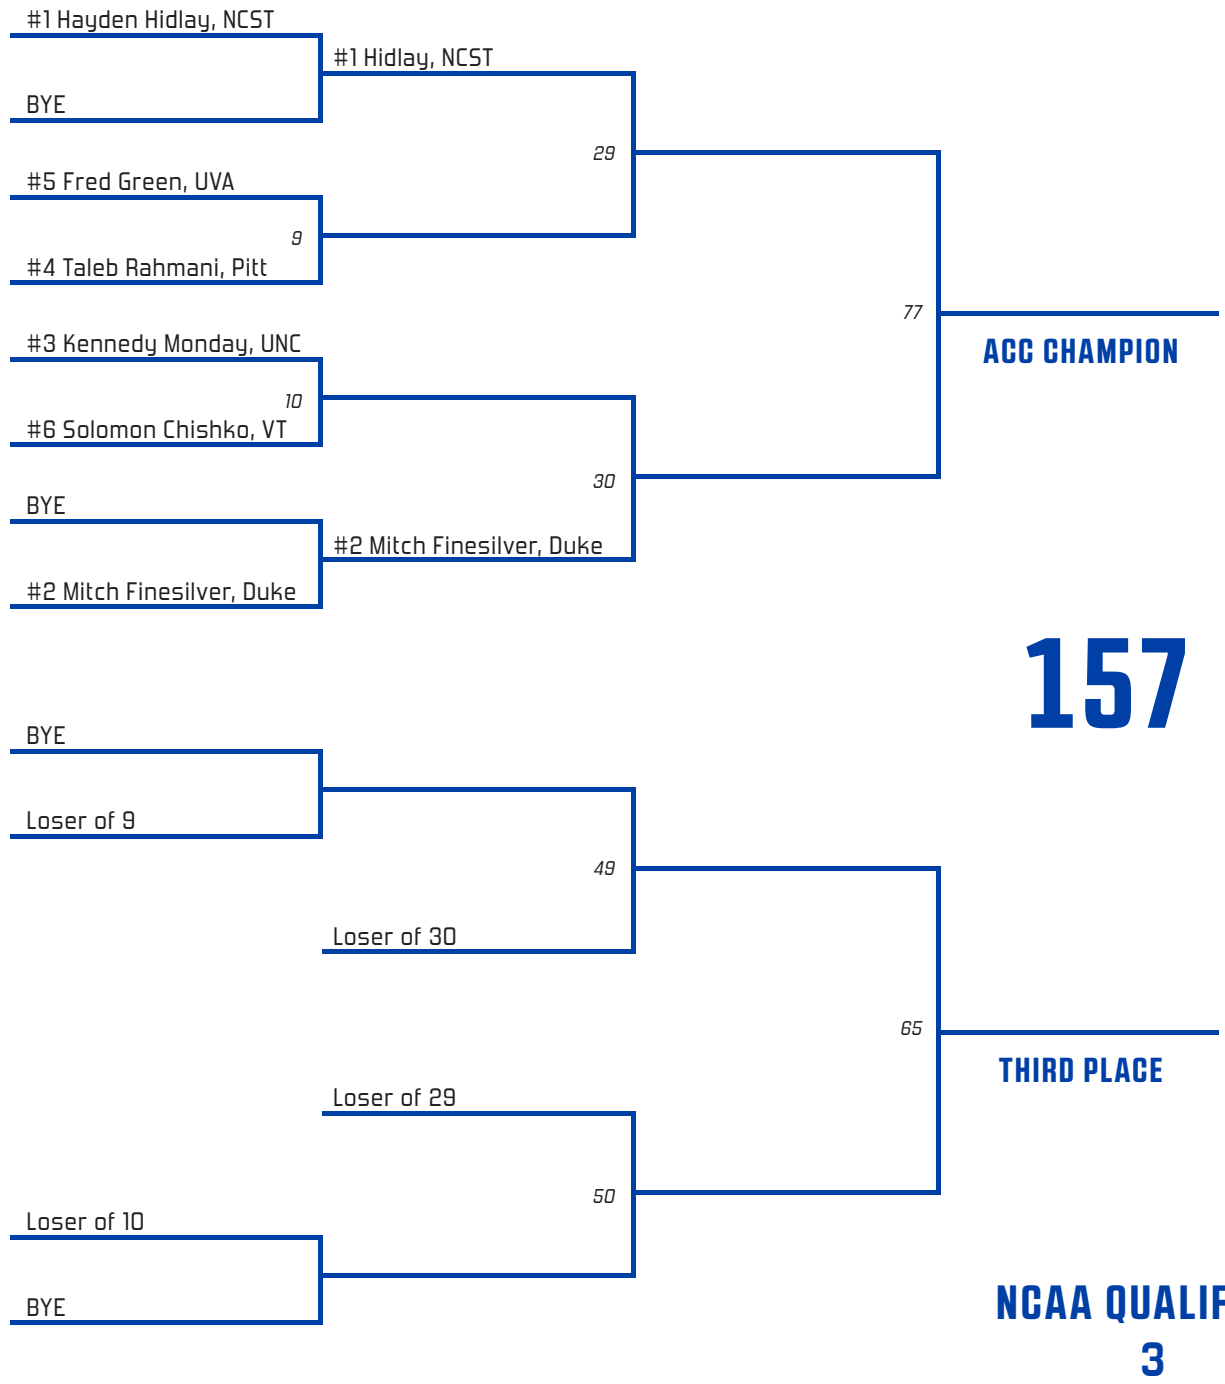 #1 Hayden Hidlay, NCST
#1 Hidlay, NCST
BYE
29
#5 Fred Green, UVA
9
#4 Taleb Rahmani, Pitt
77
#3 Kennedy Monday, UNC
ACC CHAMPION
10
#6 Solomon Chishko, VT
30
BYE
#2 Mitch Finesilver, Duke
#2 Mitch Finesilver, Duke
157
BYE
Loser of 9
49
Loser of 30
65
THIRD PLACE
Loser of 29
50
Loser of 10
BYE
NCAA QUALIF
3